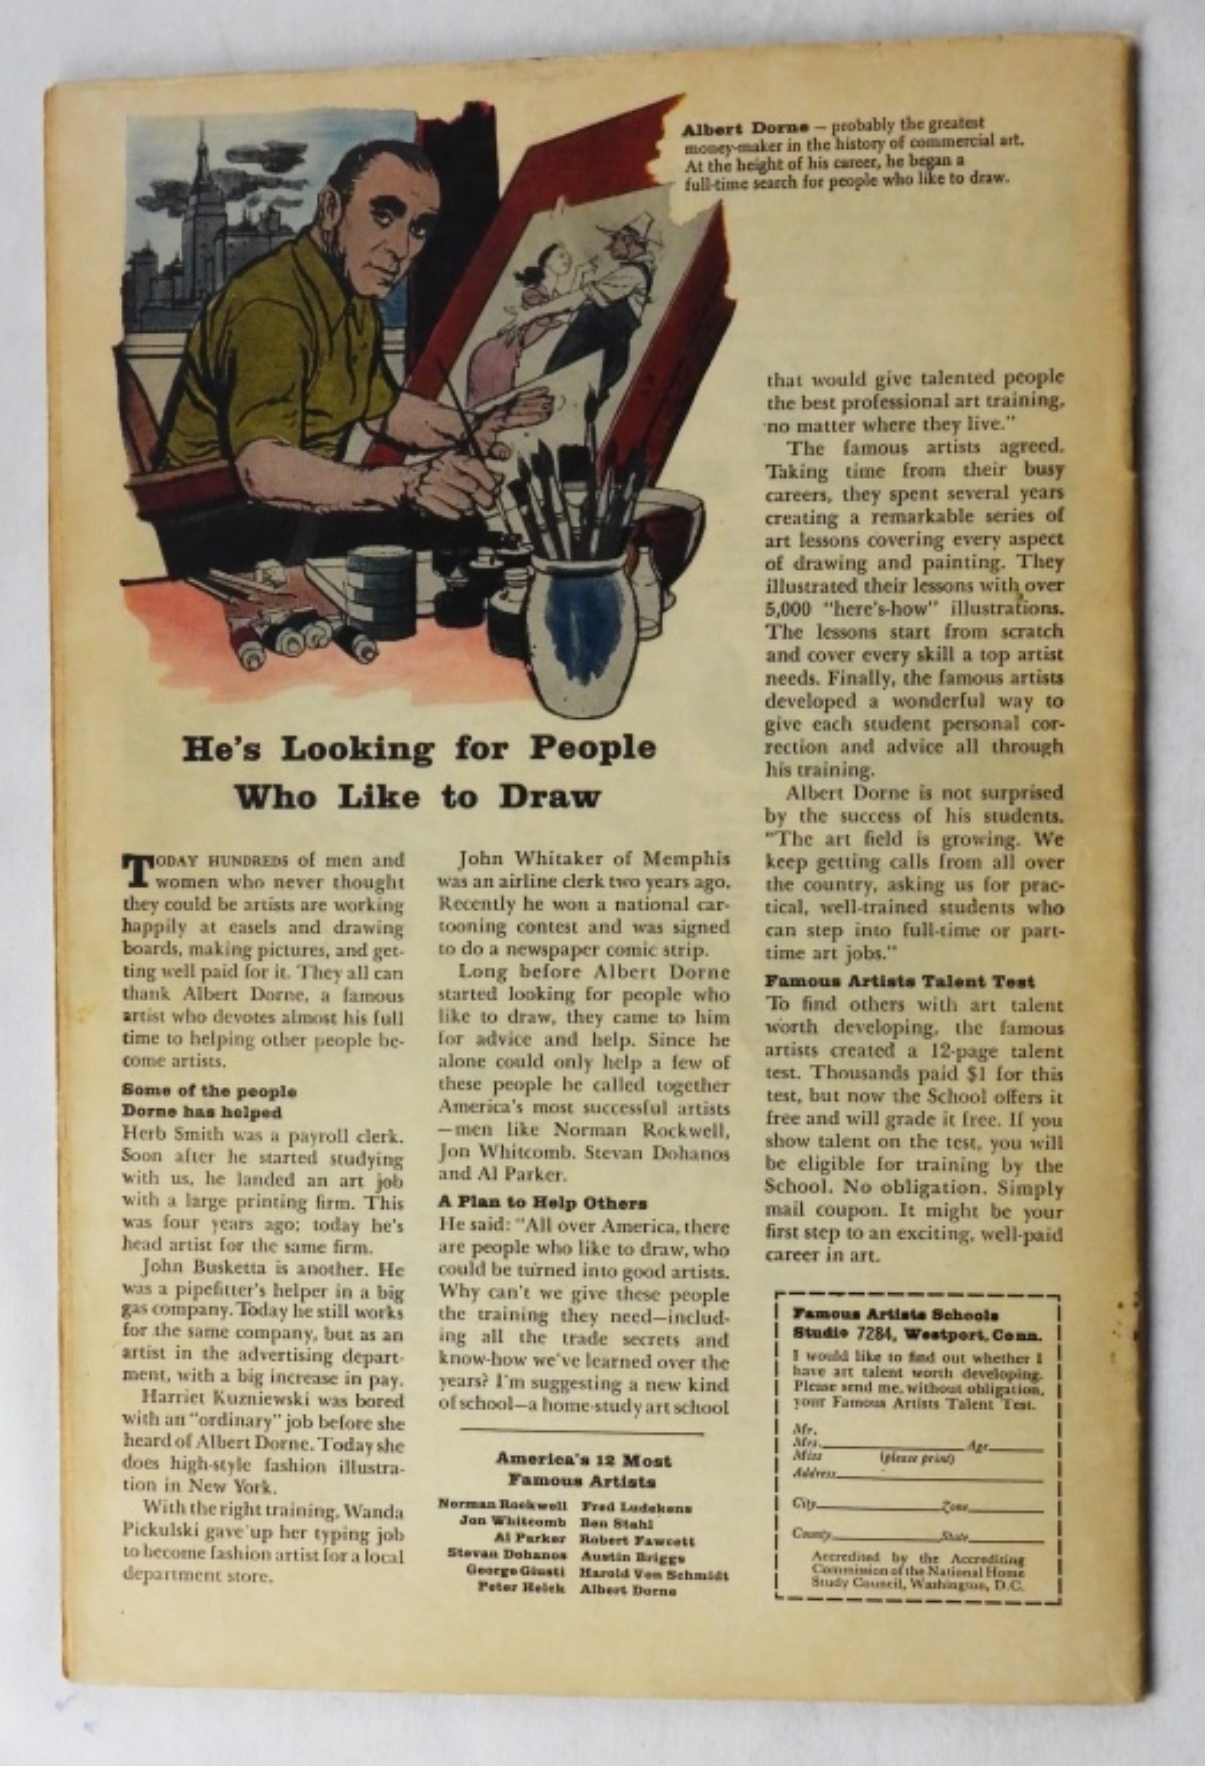 Albert Dorne — probably the greatest
money-maker in the history of commercial art.
At the height of his career, he began a
full-time search for people who like to draw.
He's Looking for People
Who Like to Draw
TODAY HUNDREDS of men and
women who never thought
they could be artists are working
happily at easels and drawing
boards, making pictures, and get-
ting well paid for it. They all can
thank Albert Dorne, a famous
artist who devotes almost his full
time to helping other people be-
come artists.
Some of the people
Dorne has helped
Herb Smith was a payroll clerk.
Soon after he started studying
with us, he landed an art job
with a large printing firm. This
was four years ago; today he's
head artist for the same firm.
John Busketta is another. He
was a pipefitter's helper in a big
gas company. Today he still works
for the same company, but as an
artist in the advertising depart-
ment, with a big increase in pay.
Harriet Kuzniewski was bored
with an "ordinary" job before she
heard of Albert Dorne. Today she
does high-style fashion illustra-
tion in New York.
With the right training, Wanda
Pickulski gave up her typing job
to become fashion artist for a local
department store.
John Whitaker of Memphis
was an airline clerk two years ago.
Recently he won a national car-
tooning contest and was signed
to do a newspaper comic strip.
Long before Albert Dorne
started looking for people who
like to draw, they came to him
for advice and help. Since he
alone could only help a few of
these people he called together
America's most successful artists
—men like Norman Rockwell,
Jon Whitcomb, Stevan Dohanos
and Al Parker.
A Plan to Help Others
He said: "All over America, there
are people who like to draw, who
could be turned into good artists.
Why can't we give these people
the training they need—includ-
ing all the trade secrets and
know-how we've learned over the
years? I'm suggesting a new kind
of school—a home-study art school
America's 12 Most
Famous Artists
Norman Rockwell Fred Ludekens
Jon Whitcomb Ben Stahl
Al Parker Robert Fawcett
Stevan Dohanos Austin Briggs
George Giusti Harold Von Schmidt
Peter Helck Albert Dorne
that would give talented people
the best professional art training,
no matter where they live."
The famous artists agreed.
Taking time from their busy
careers, they spent several years
creating a remarkable series of
art lessons covering every aspect
of drawing and painting. They
illustrated their lessons with over
5,000 "here's-how" illustrations.
The lessons start from scratch
and cover every skill a top artist
needs. Finally, the famous artists
developed a wonderful way to
give each student personal cor-
rection and advice all through
his training.
Albert Dorne is not surprised
by the success of his students.
"The art field is growing. We
keep getting calls from all over
the country, asking us for prac-
tical, well-trained students who
can step into full-time or part-
time art jobs."
Famous Artists Talent Test
To find others with art talent
worth developing, the famous
artists created a 12-page talent
test. Thousands paid $1 for this
test, but now the School offers it
free and will grade it free. If you
show talent on the test, you will
be eligible for training by the
School. No obligation. Simply
mail coupon. It might be your
first step to an exciting, well-paid
career in art.
Famous Artists Schools
Studio 7284, Westport, Conn.
I would like to find out whether I
have art talent worth developing.
Please send me, without obligation,
your Famous Artists Talent Test.
Mr.
Mrs. Age
Miss (please print)
Address
City Zone
County State
Accredited by the Accrediting
Commission of the National Home
Study Council, Washington, D.C.